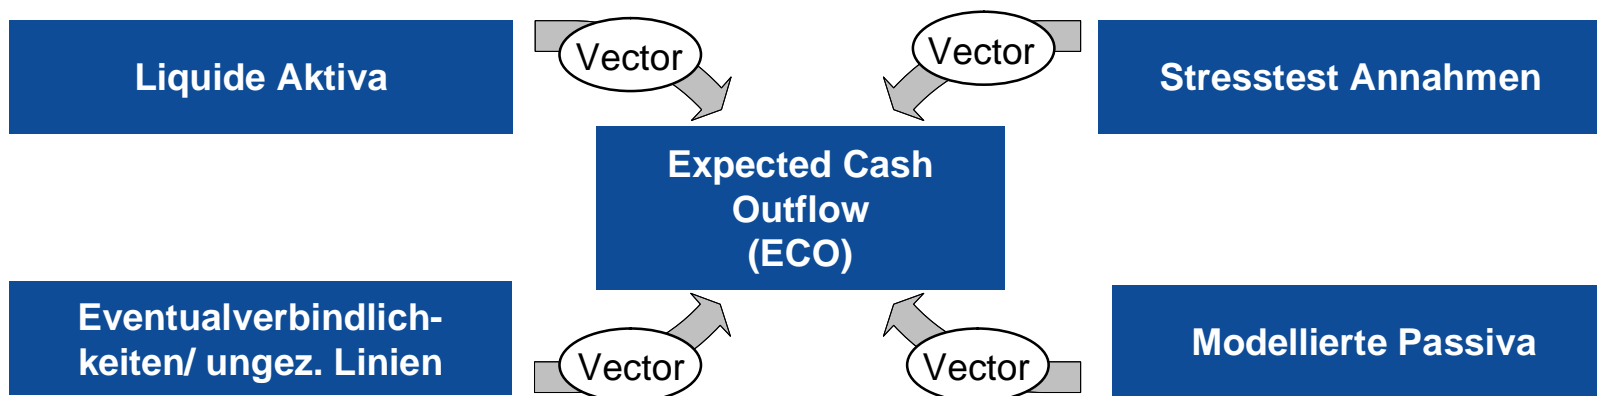 Liquide Aktiva
Vector
Vector
Stresstest Annahmen
Expected Cash
Outflow
(ECO)
Eventualverbindlich-
keiten/ ungez. Linien
Vector
Vector
Modellierte Passiva